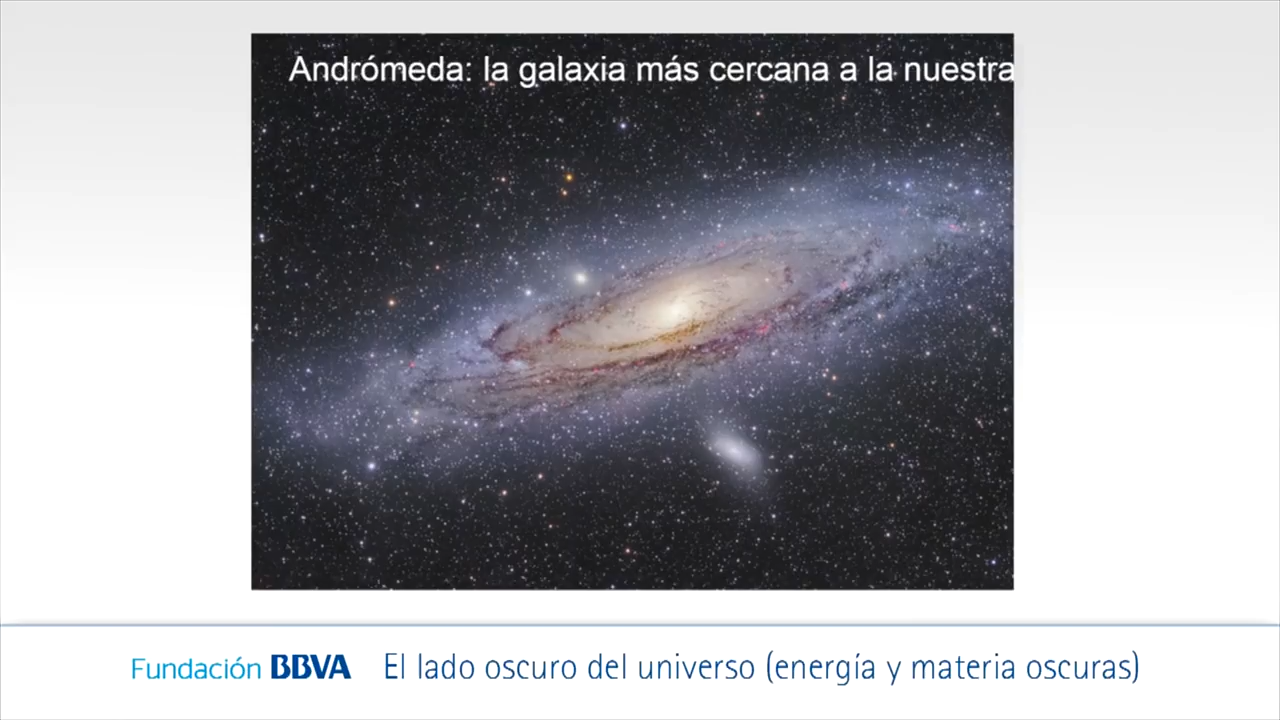 Andrómeda: la galaxia más cercana a la nuestra
Fundación BBVA El lado oscuro del universo (energía y materia oscuras)